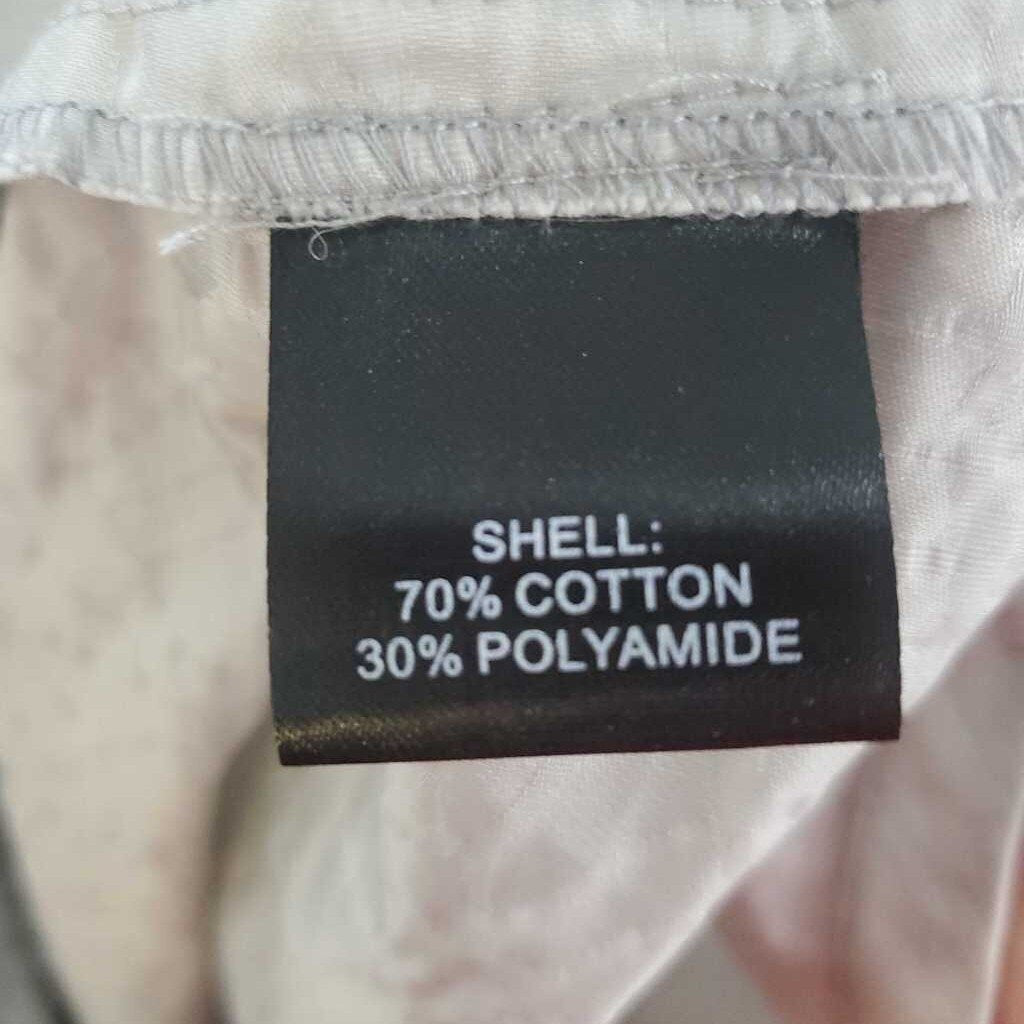 SHELL:
70% COTTON
30% POLYAMIDE